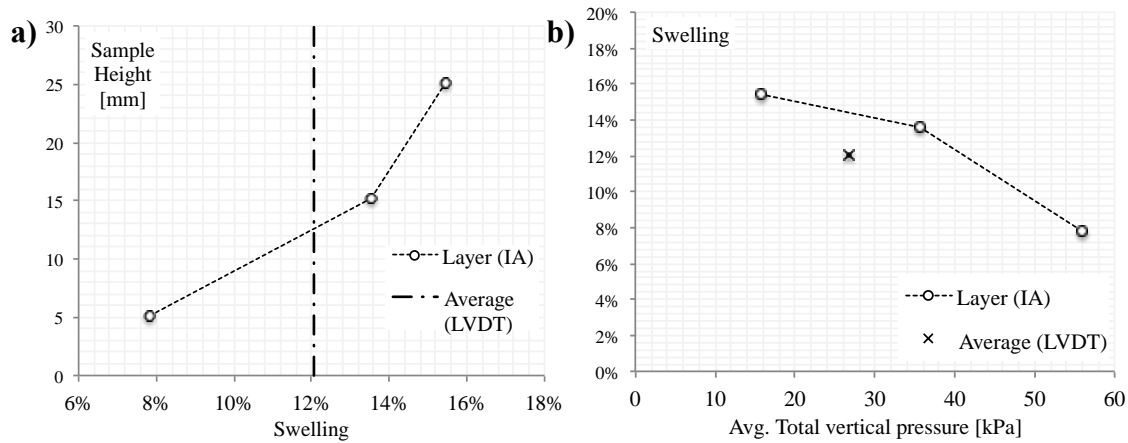 a)
Sample
Height
[mm]
30
25
20
15
10
5
0
6%
8%
10%
12%
14%
16%
18%
Swelling
Layer (IA)
Average
(LVDT)
b)
Swelling
20%
18%
16%
14%
12%
10%
8%
6%
4%
2%
0%
0
10
20
30
40
50
60
Avg. Total vertical pressure [kPa]
Layer (IA)
Average (LVDT)